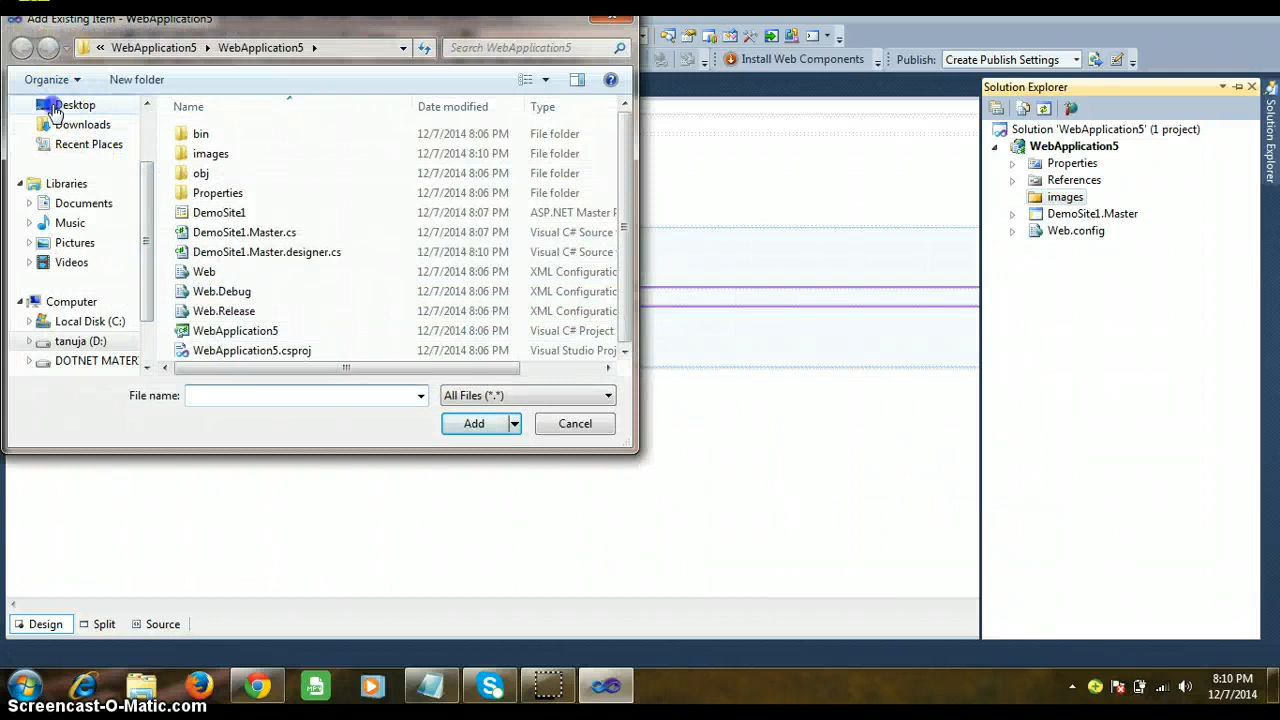 Add Existing Item - WebApplication5
WebApplication5 WebApplication5
Search WebApplication5
Organize
New folder
Desktop
Downloads
Recent Places
Libraries
Documents
Music
Pictures
Videos
Computer
Local Disk (C:)
tanuja (D:)
DOTNET MATER
Name Date modified Type
bin 12/7/2014 8:06 PM File folder
images 12/7/2014 8:10 PM File folder
obj 12/7/2014 8:06 PM File folder
Properties 12/7/2014 8:06 PM File folder
DemoSite1 12/7/2014 8:07 PM ASP.NET Master P
DemoSite1.Master.cs 12/7/2014 8:07 PM Visual C# Source
DemoSite1.Master.designer.cs 12/7/2014 8:10 PM Visual C# Source
Web 12/7/2014 8:06 PM XML Configuratio
Web.Debug 12/7/2014 8:06 PM XML Configuratio
Web.Release 12/7/2014 8:06 PM XML Configuratio
WebApplication5 12/7/2014 8:06 PM Visual C# Project
WebApplication5.csproj 12/7/2014 8:06 PM Visual Studio Proj
File name:
All Files (*.*)
Add
Cancel
Install Web Components
Publish: Create Publish Settings
Solution Explorer
Solution 'WebApplication5' (1 project)
WebApplication5
Properties
References
images
DemoSite1.Master
Web.config
Solution Explorer
Design
Split
Source
MPV
8:10 PM
12/7/2014
Screencast-O-Matic.com